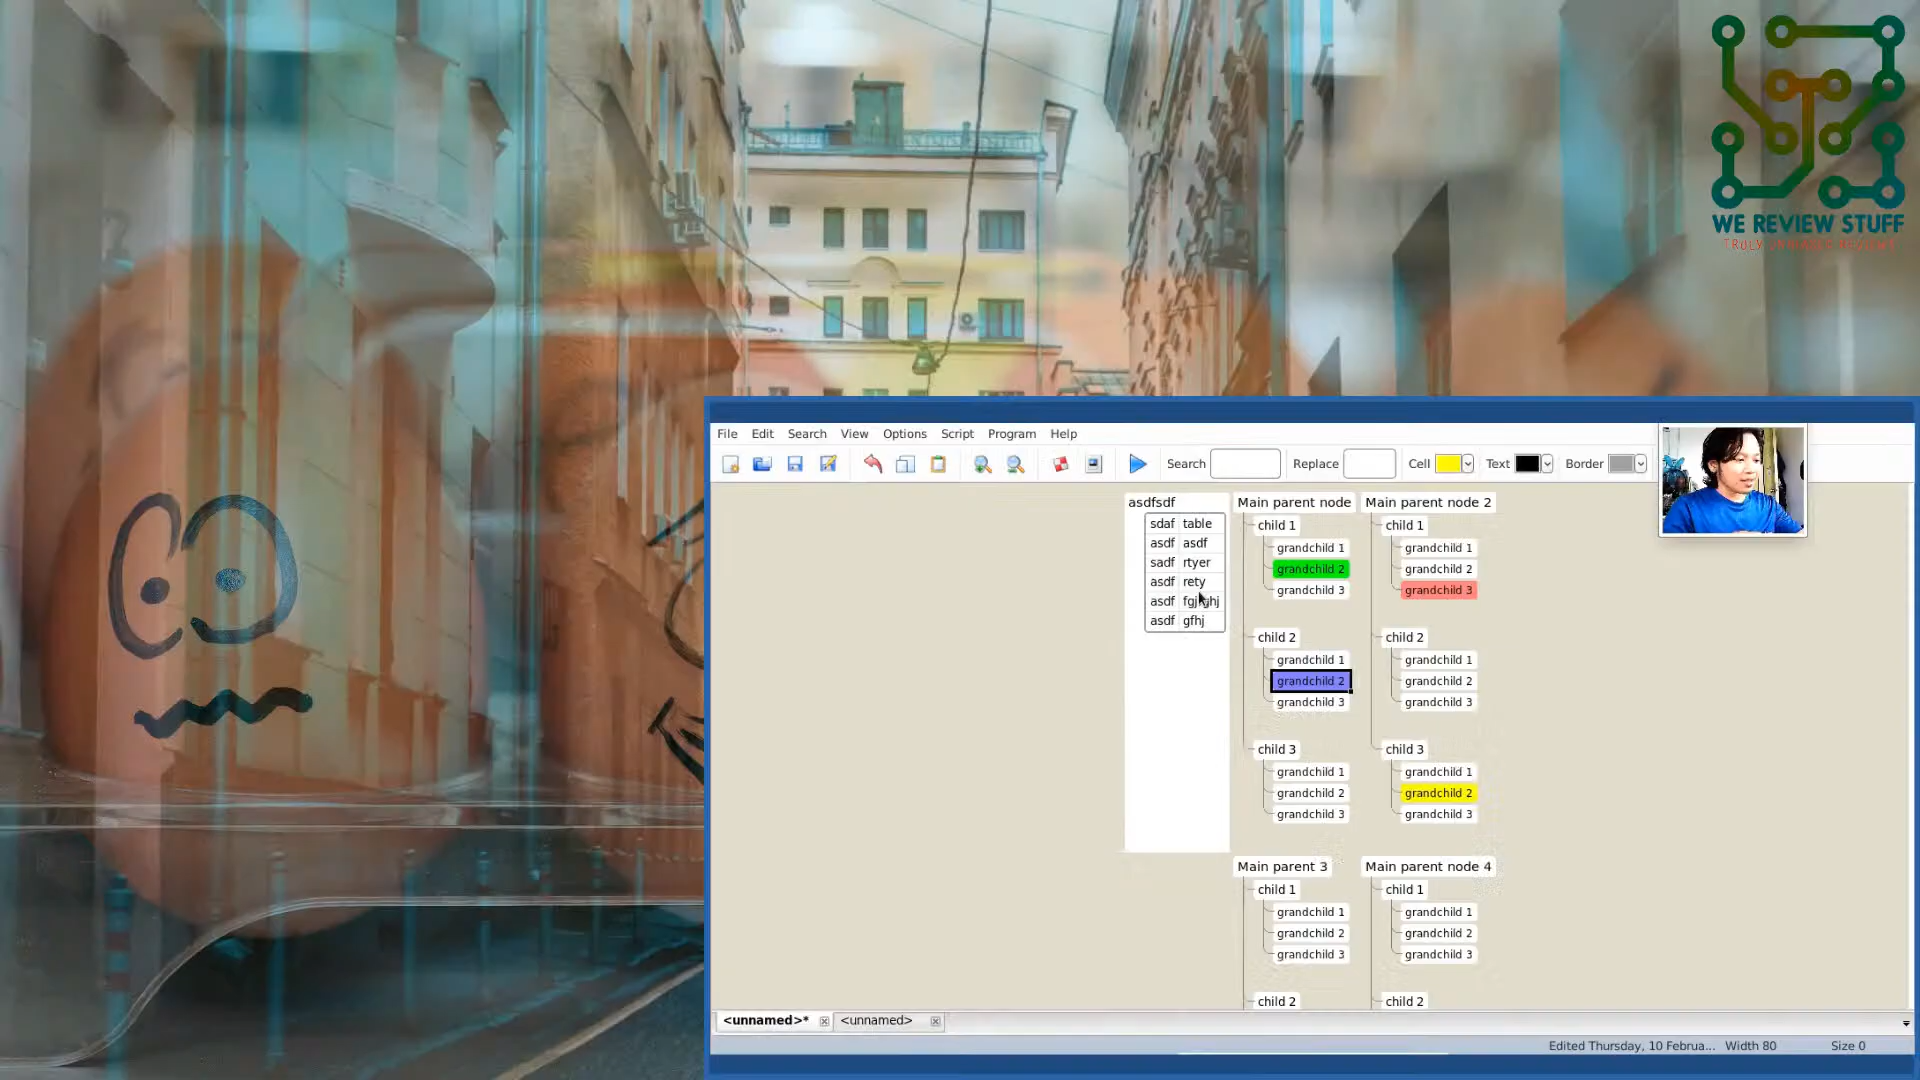 WE REVIEW STUFF
File Edit Search View Options Script Program Help
Search Replace Cell Text Border
asdfsdf
sdaf table
asdf asdf
sadf rtyer
asdf rety
asdf
asdf gfhj
Main parent node
child 1
grandchild 1
grandchild 2
grandchild 3
child 2
grandchild 1
grandchild 2
grandchild 3
child 3
grandchild 1
grandchild 2
grandchild 3
Main parent node 2
child 1
grandchild 1
grandchild 2
grandchild 3
child 2
grandchild 1
grandchild 2
grandchild 3
child 3
grandchild 1
grandchild 2
grandchild 3
Main parent 3
child 1
grandchild 1
grandchild 2
grandchild 3
child 2
Main parent node 4
child 1
grandchild 1
grandchild 2
grandchild 3
child 2
<unnamed>* <unnamed>
Edited Thursday, 10 Februa... Width 80 Size 0